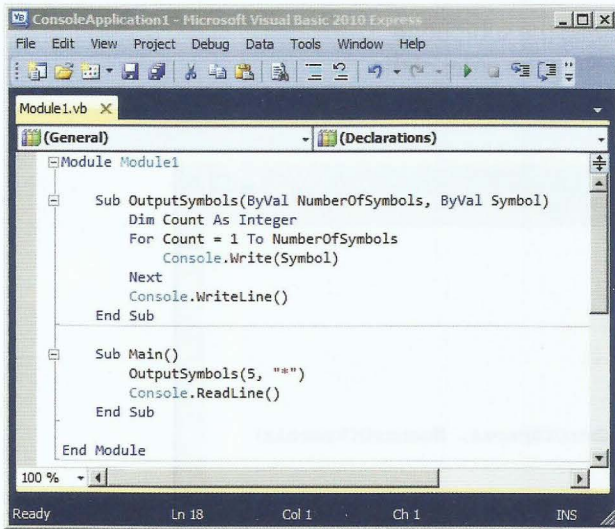 ConsoleApplication1 - Microsoft Visual Basic 2010 Express
File Edit View Project Debug Data Tools Window Help
Module1.vb
(General) (Declarations)
Module Module1
Sub OutputSymbols(ByVal NumberOfSymbols, ByVal Symbol)
Dim Count As Integer
For Count = 1 To NumberOfSymbols
Console.Write(Symbol)
Next
Console.WriteLine()
End Sub
Sub Main()
OutputSymbols(5, "*")
Console.ReadLine()
End Sub
End Module
100 %
Ready Ln 18 Col 1 Ch 1 INS